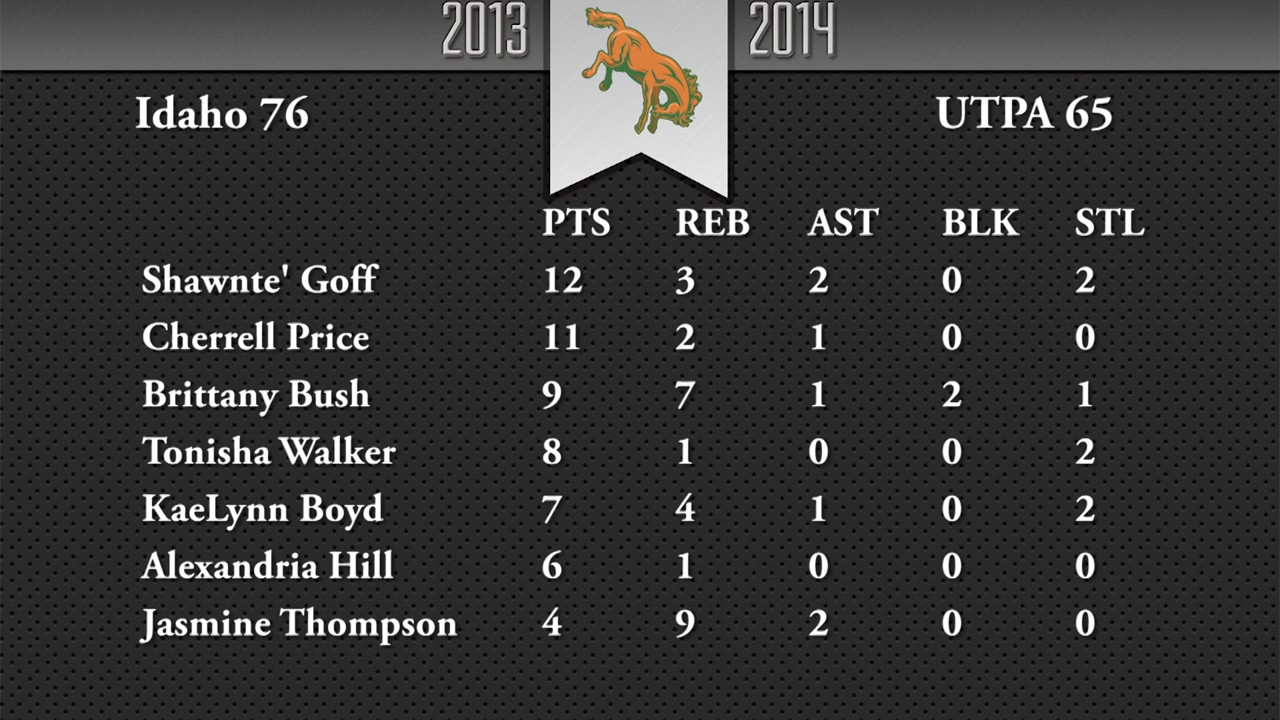 2013 2014
Idaho 76 UTPA 65
PTS REB AST BLK STL
Shawnte' Goff 12 3 2 0 2
Cherrell Price 11 2 1 0 0
Brittany Bush 9 7 1 2 1
Tonisha Walker 8 1 0 0 2
KaeLynn Boyd 7 4 1 0 2
Alexandria Hill 6 1 0 0 0
Jasmine Thompson 4 9 2 0 0